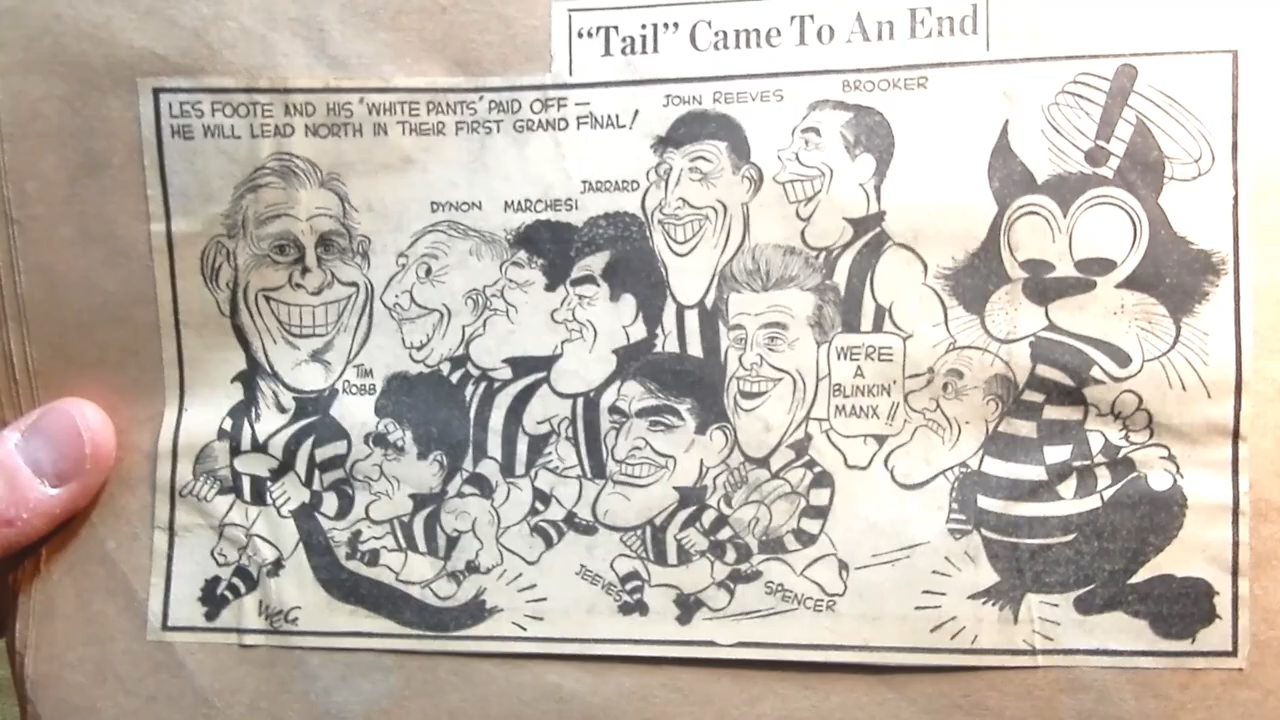 "Tail" Came To An End
LES FOOTE AND HIS "WHITE PANTS" PAID OFF —
HE WILL LEAD NORTH IN THEIR FIRST GRAND FINAL!
JOHN REEVES
BROOKER
JARRARD
DYNON
MARCHESI
TIM
ROBB
WE'RE
A
BLINKIN'
MANX !!
JEEVES
SPENCER
WEG.